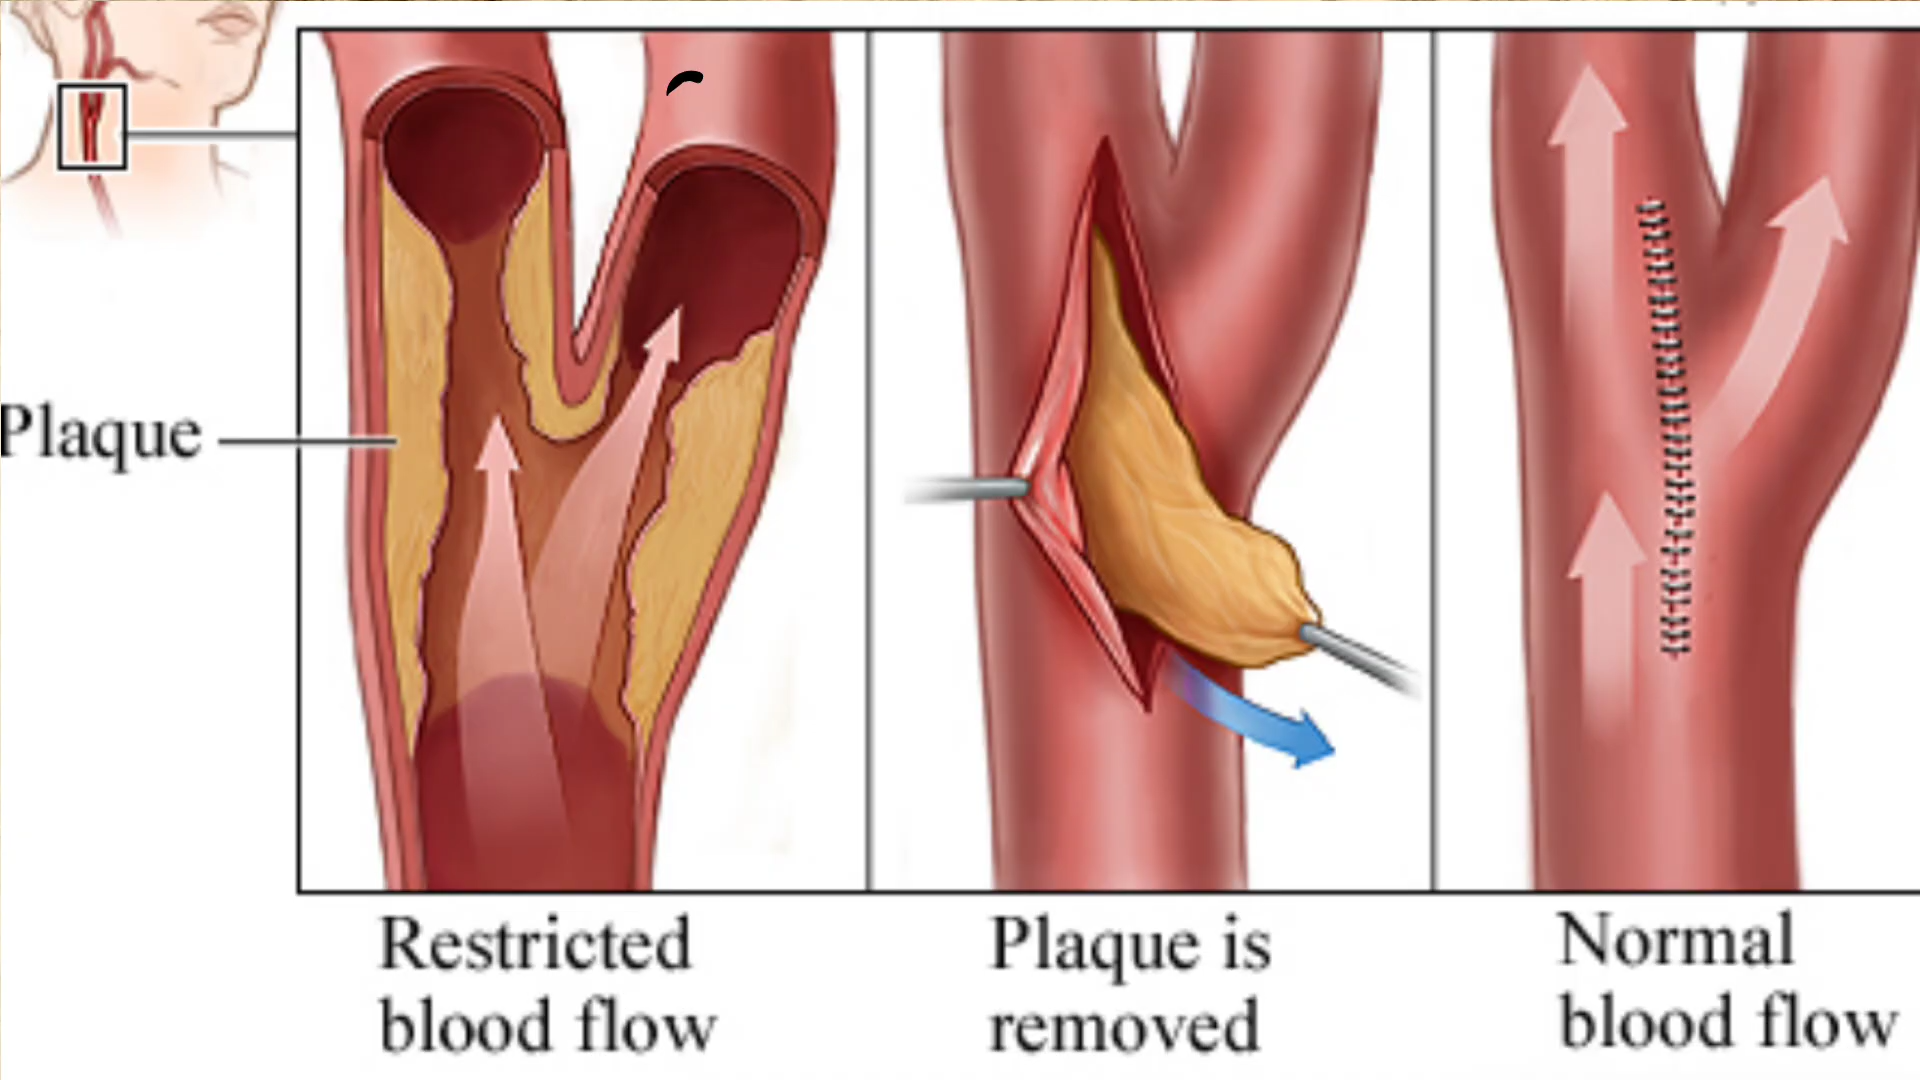 Plaque
Restricted
blood flow
Plaque is
removed
Normal
blood flow